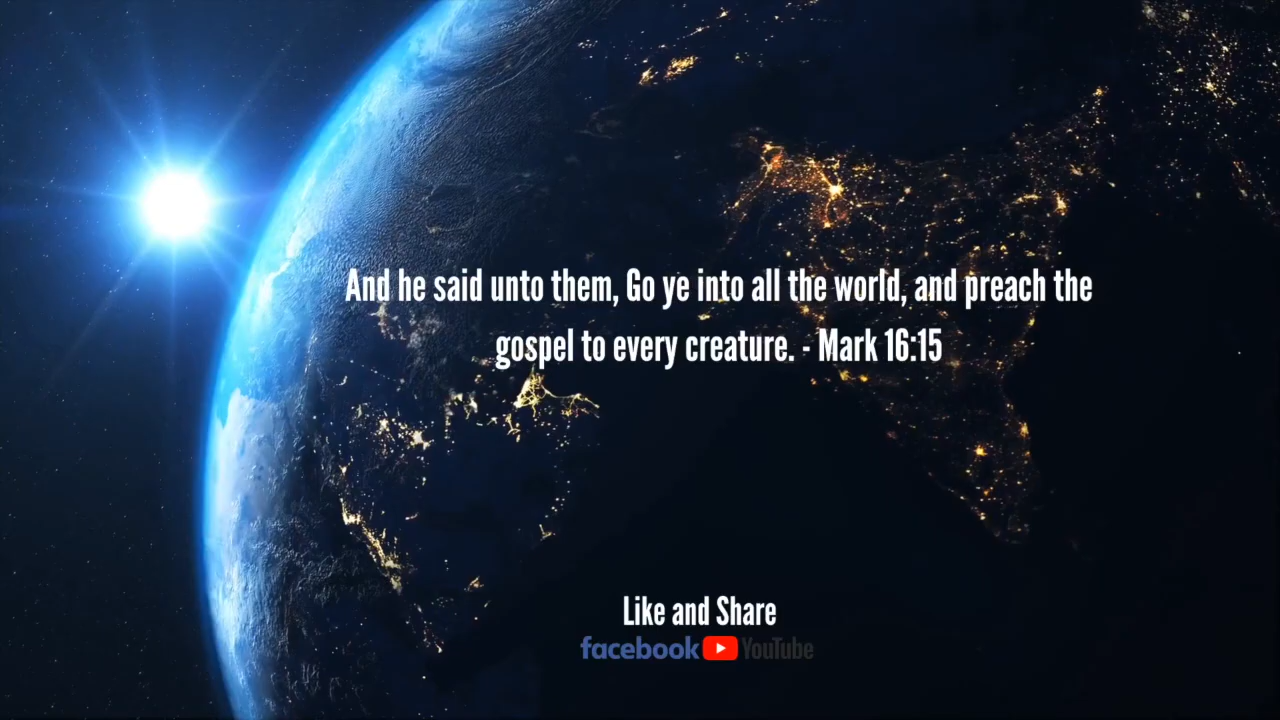 And he said unto them, Go ye into all the world, and preach the
gospel to every creature. - Mark 16:15
Like and Share
facebook YouTube